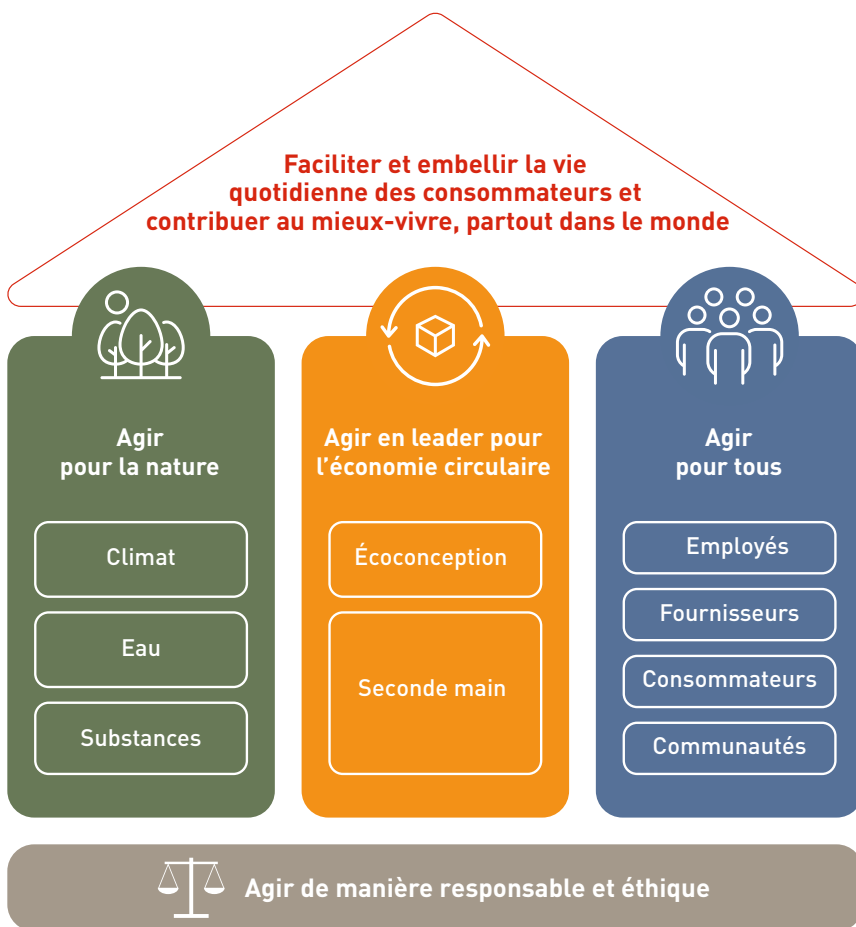 Faciliter et embellir la vie
quotidienne des consommateurs et
contribuer au mieux-vivre, partout dans le monde
Agir
pour la nature
Climat
Eau
Substances
Agir en leader pour
l’économie circulaire
Écoconception
Seconde main
Agir
pour tous
Employés
Fournisseurs
Consommateurs
Communautés
Agir de manière responsable et éthique